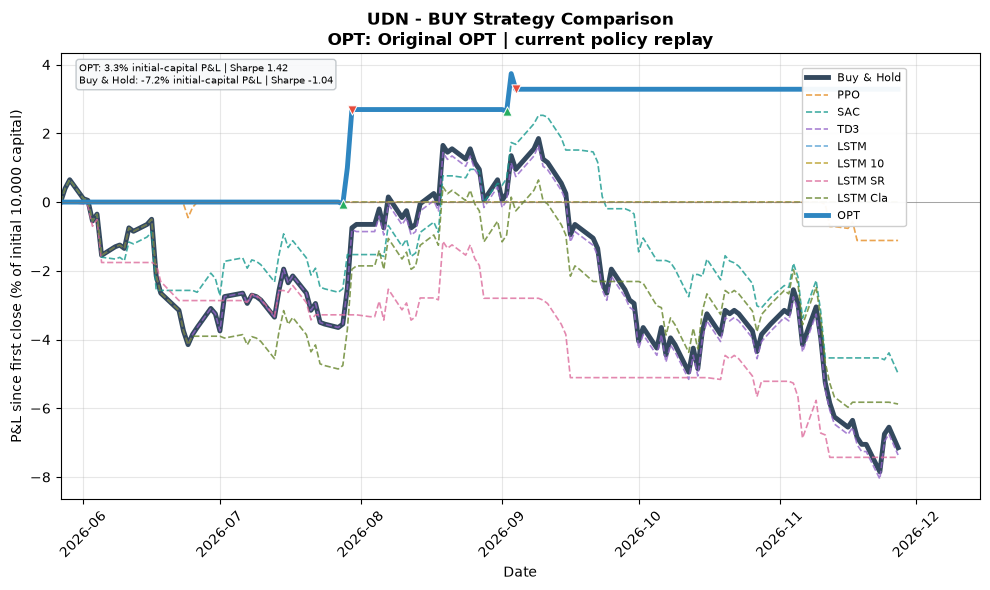 UDN - BUY Strategy Comparison
OPT: Original OPT | current policy replay
OPT: 3.3% initial-capital P&L | Sharpe 1.42
Buy & Hold: -7.2% initial-capital P&L | Sharpe -1.04
Buy & Hold
PPO
SAC
TD3
LSTM
LSTM 10
LSTM SR
LSTM Cla
OPT
P&L since first close (% of initial 10,000 capital)
4
2
0
−2
−4
−6
−8
2026-06
2026-07
2026-08
2026-09
2026-10
2026-11
2026-12
Date